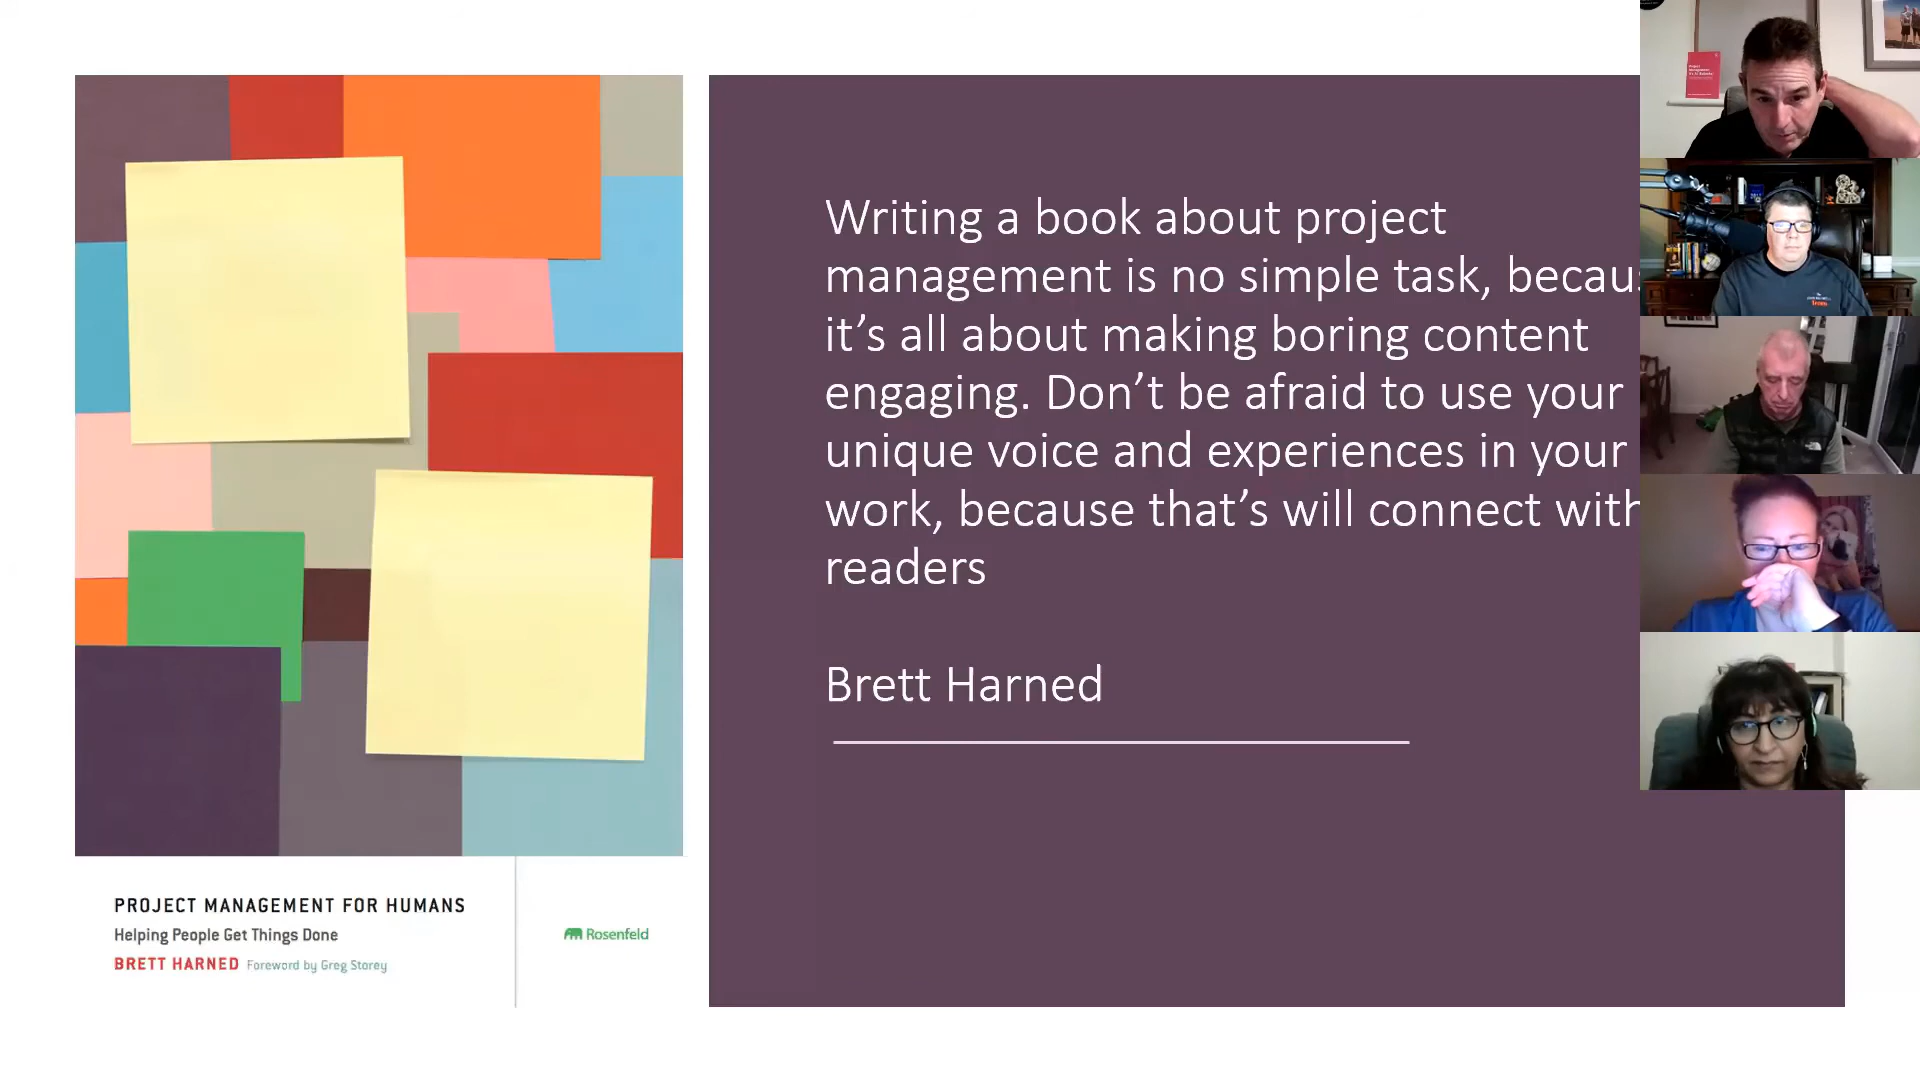 Writing a book about project
management is no simple task, becau
it’s all about making boring content
engaging. Don’t be afraid to use your
unique voice and experiences in your
work, because that’s will connect with
readers
Brett Harned
PROJECT MANAGEMENT FOR HUMANS
Helping People Get Things Done
BRETT HARNED Foreword by Greg Storey
Rosenfeld